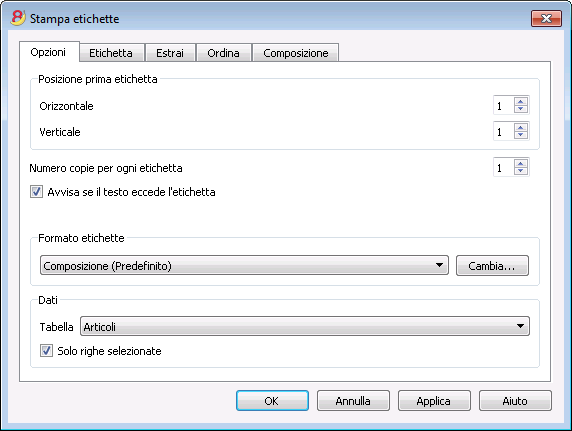 Stampa etichette
Opzioni Etichetta Estrai Ordina Composizione
Posizione prima etichetta
Orizzontale 1
Verticale 1
Numero copie per ogni etichetta 1
Avvisa se il testo eccede l'etichetta
Formato etichette
Composizione (Predefinito) Cambia...
Dati
Tabella Articoli
Solo righe selezionate
OK Annulla Applica Aiuto